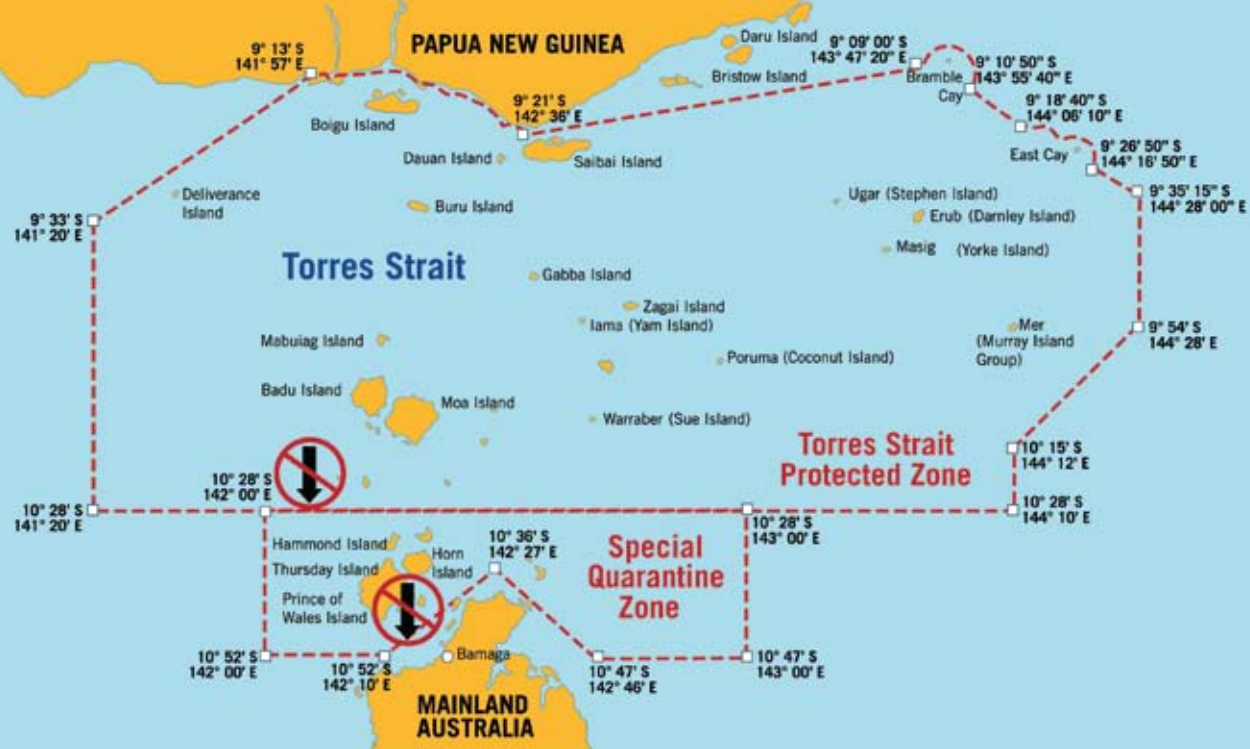 PAPUA NEW GUINEA
Daru Island
Bristow Island
9° 13' S
141° 57' E
9° 09' 00' S
143° 47' 20" E
Bramble
Cay
9° 10' 50" S
143° 55' 40" E
9° 18' 40" S
144° 06' 10" E
Boigu Island
9° 21' S
142° 36' E
Dauan Island
Saibai Island
East Cay
9° 26' 50" S
144° 16' 50" E
Deliverance
Island
Buru Island
Ugar (Stephen Island)
9° 35' 15" S
144° 28' 00" E
9° 33' S
141° 20' E
Erub (Darnley Island)
Masig (Yorke Island)
Torres Strait
Gabba Island
Zagai Island
Iama (Yam Island)
Mer
(Murray Island
Group)
9° 54' S
144° 28' E
Mabuiag Island
Poruma (Coconut Island)
Badu Island
Moa Island
Warraber (Sue Island)
Torres Strait
Protected Zone
10° 15' S
144° 12' E
10° 28' S
142° 00' E
10° 28' S
141° 20' E
10° 28' S
143° 00' E
10° 28' S
144° 10' E
Hammond Island
Thursday Island
Horn
Island
Prince of
Wales Island
10° 36' S
142° 27' E
Special
Quarantine
Zone
10° 52' S
142° 00' E
10° 52' S
142° 10' E
Bamaga
10° 47' S
142° 46' E
10° 47' S
143° 00' E
MAINLAND
AUSTRALIA